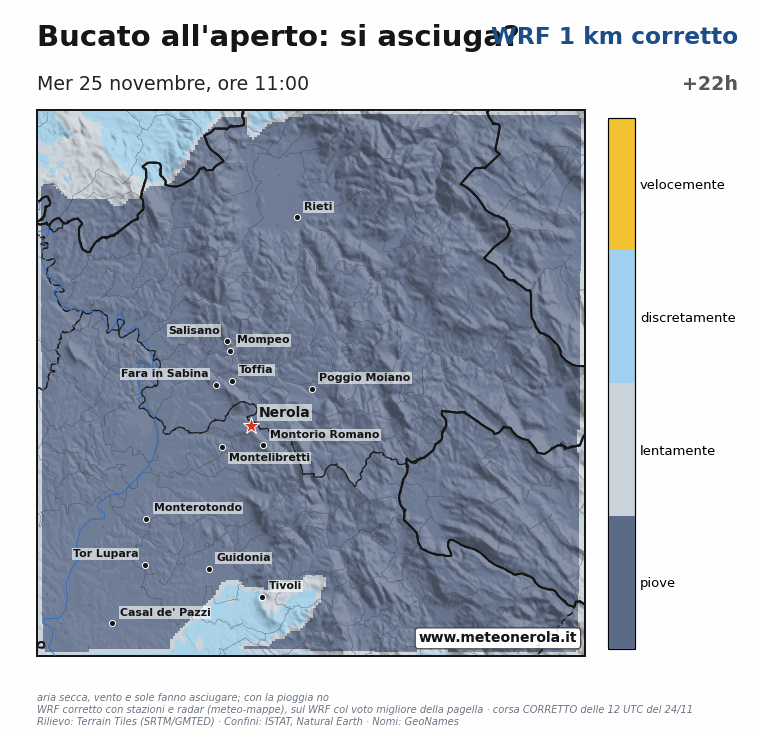 Bucato all'aperto: si asciuga?
WRF 1 km corretto
Mer 25 novembre, ore 11:00
+22h
Rieti
Salisano
Mompeo
Toffia
Fara in Sabina
Poggio Moiano
Nerola
Montorio Romano
Montelibretti
Monterotondo
Tor Lupara
Guidonia
Tivoli
Casal de' Pazzi
www.meteonerola.it
velocemente
discretamente
lentamente
piove
aria secca, vento e sole fanno asciugare; con la pioggia no
WRF corretto con stazioni e radar (meteo-mappe), sul WRF col voto migliore della pagella · corsa CORRETTO delle 12 UTC del 24/11
Rilievo: Terrain Tiles (SRTM/GMTED) · Confini: ISTAT, Natural Earth · Nomi: GeoNames